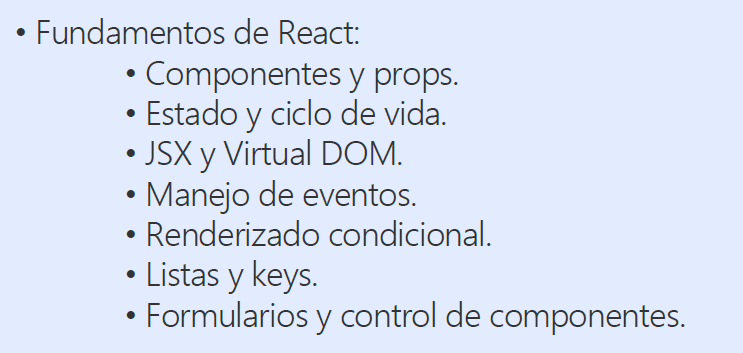 • Fundamentos de React:
• Componentes y props.
• Estado y ciclo de vida.
• JSX y Virtual DOM.
• Manejo de eventos.
• Renderizado condicional.
• Listas y keys.
• Formularios y control de componentes.